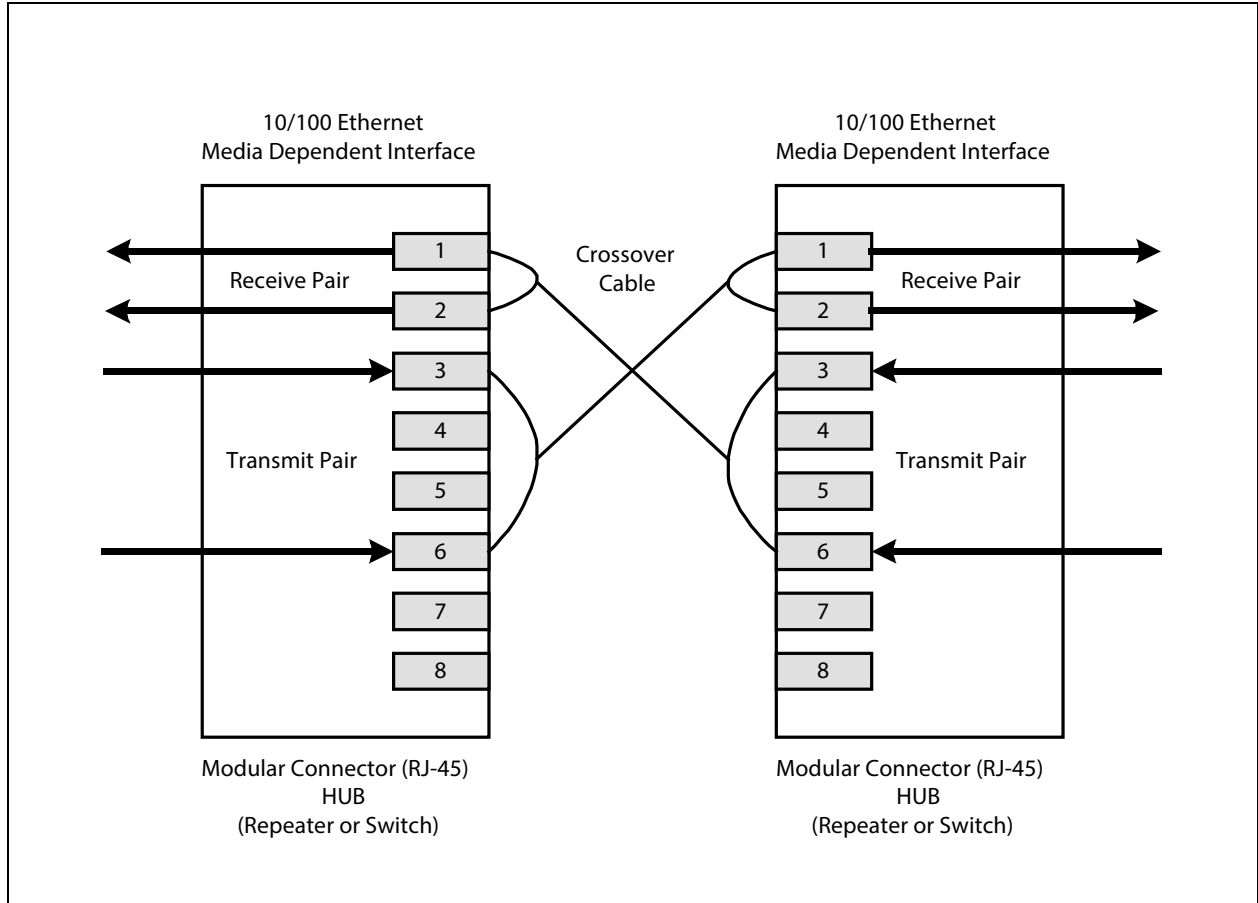 10/100 Ethernet
Media Dependent Interface
10/100 Ethernet
Media Dependent Interface
Crossover
Cable
1
Receive Pair
2
3
4
Transmit Pair
5
6
7
8
1
Receive Pair
2
3
4
Transmit Pair
5
6
7
8
Modular Connector (RJ-45)
HUB
(Repeater or Switch)
Modular Connector (RJ-45)
HUB
(Repeater or Switch)